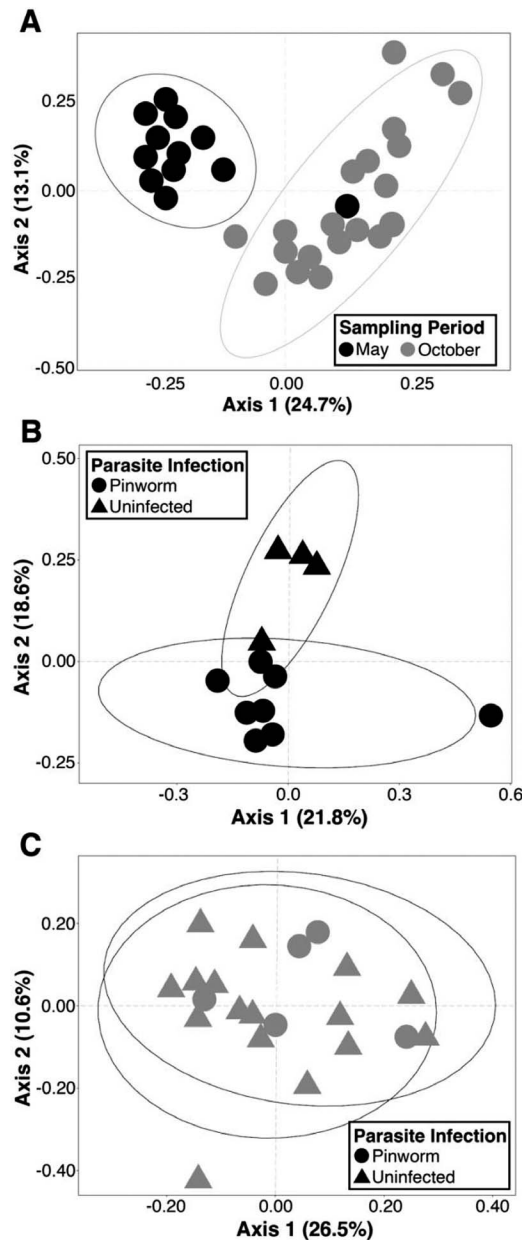 A
Axis 2 (13.1%)
0.25
0.00
-0.25
-0.50
Sampling Period
May October
-0.25 0.00 0.25
Axis 1 (24.7%)
B
Axis 2 (18.6%)
0.50
0.25
0.00
-0.25
Parasite Infection
Pinworm
Uninfected
-0.3 0.0 0.3 0.6
Axis 1 (21.8%)
C
Axis 2 (10.6%)
0.20
0.00
-0.20
-0.40
Parasite Infection
Pinworm
Uninfected
-0.20 0.00 0.20 0.40
Axis 1 (26.5%)